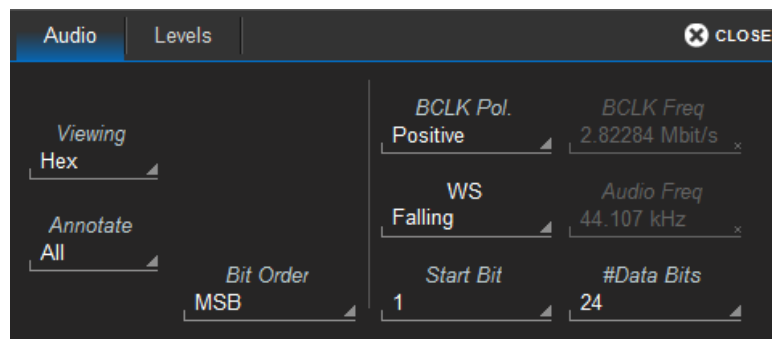 Audio Levels CLOSE
Viewing
Hex
Annotate
All
Bit Order
MSB
BCLK Pol. BCLK Freq
Positive 2.82284 Mbit/s
WS Audio Freq
Falling 44.107 kHz
Start Bit #Data Bits
1 24